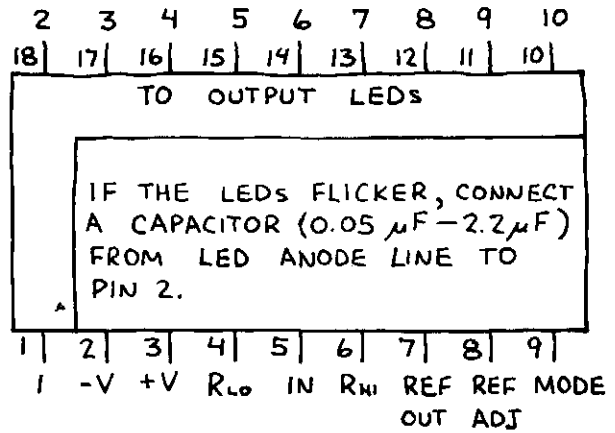 2 3 4 5 6 7 8 9 10
18 17 16 15 14 13 12 11 10
TO OUTPUT LEDS
IF THE LEDS FLICKER, CONNECT
A CAPACITOR (0.05 μF - 2.2μF)
FROM LED ANODE LINE TO
PIN 2.
1 2 3 4 5 6 7 8 9
1 -V +V RLO IN RHI REF REF MODE
OUT ADJ